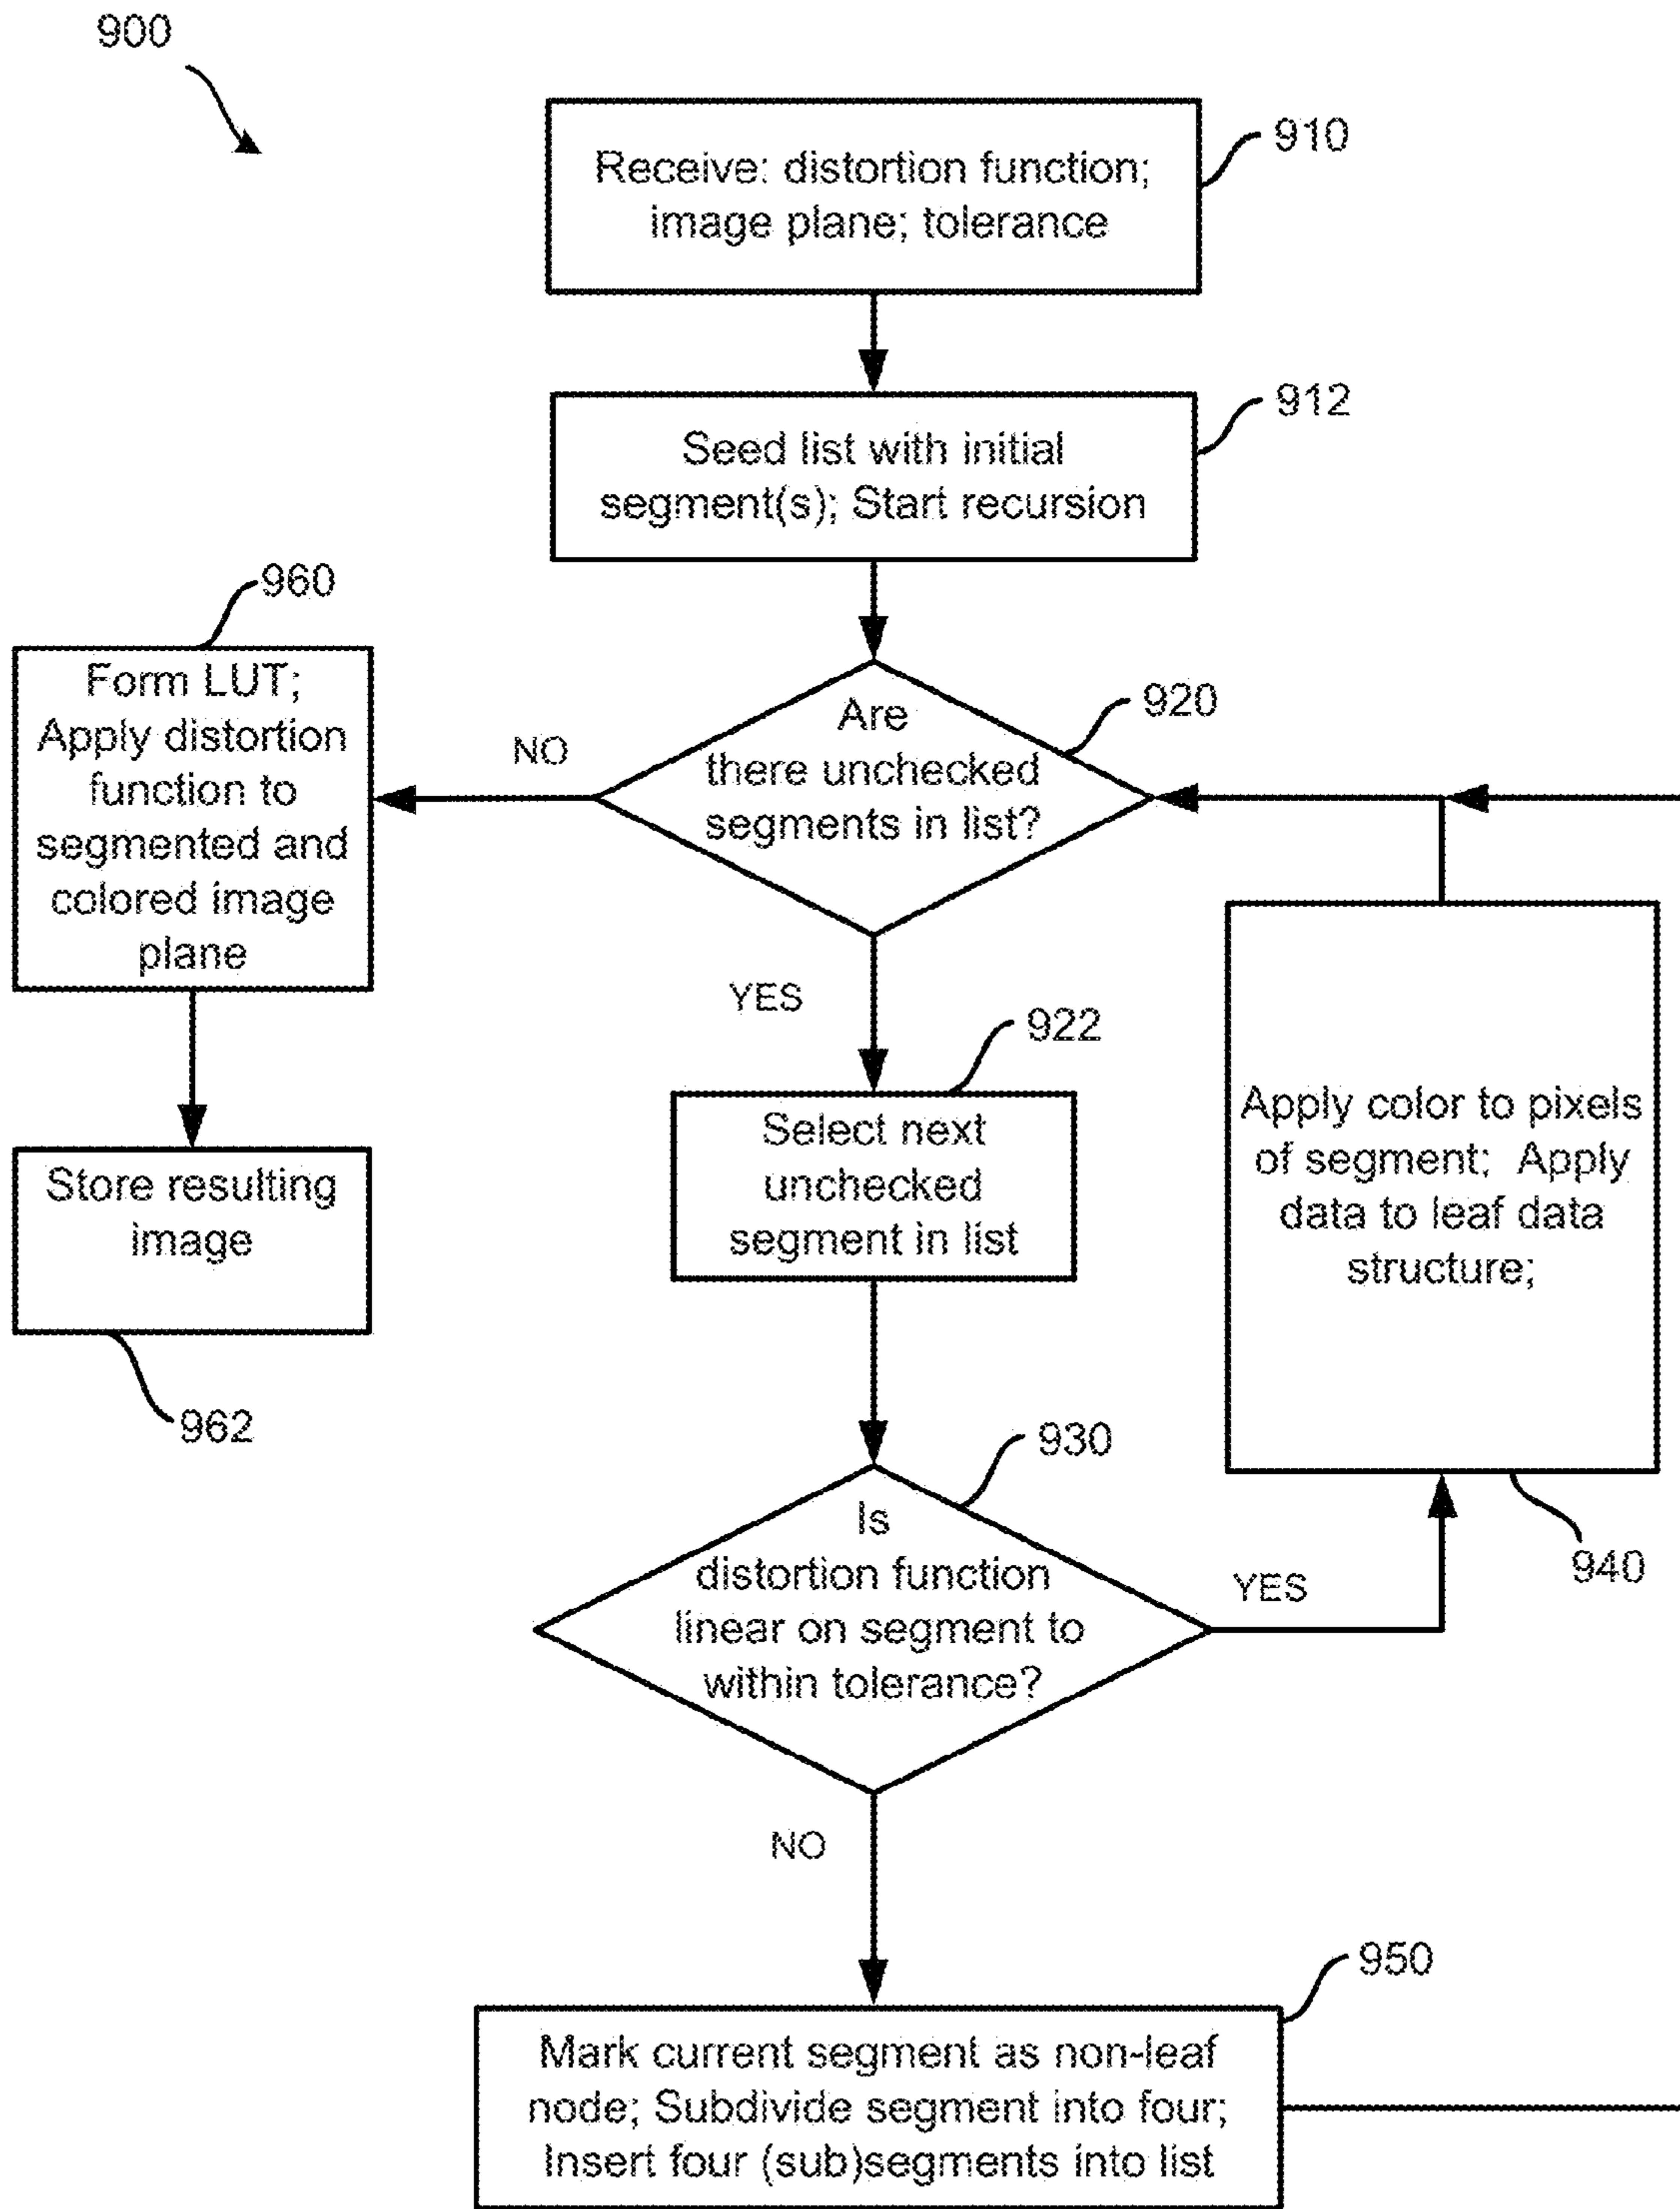 900
Receive: distortion function;
image plane; tolerance
910
Seed list with initial
segment(s); Start recursion
912
960
Form LUT;
Apply distortion
function to
segmented and
colored image
plane
NO
Are
there unchecked
segments in list?
920
YES
922
Select next
unchecked
segment in list
Store resulting
image
962
Apply color to pixels
of segment; Apply
data to leaf data
structure;
940
930
Is
distortion function
linear on segment to
within tolerance?
YES
NO
950
Mark current segment as non-leaf
node; Subdivide segment into four;
Insert four (sub)segments into list